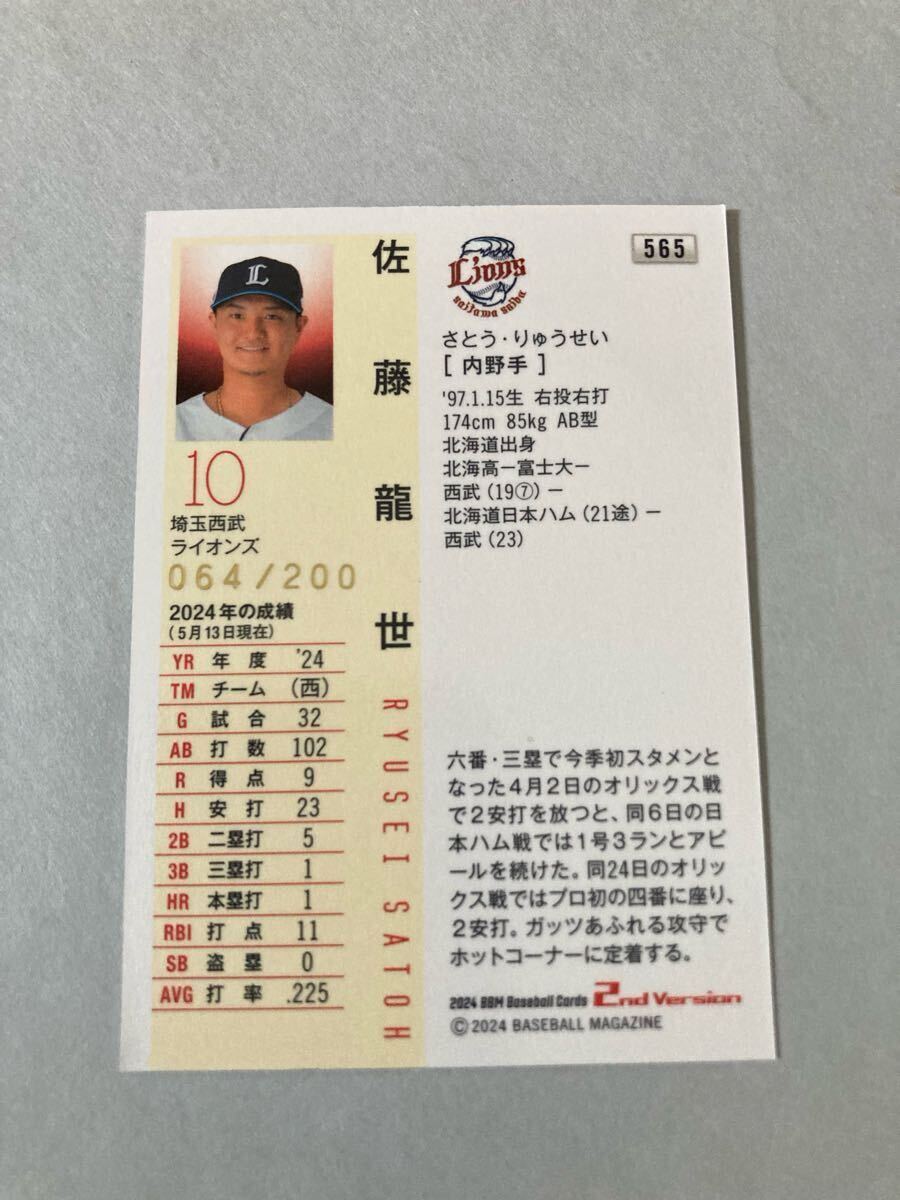 L
佐藤龍世
RYUSEI SATOH
10
埼玉西武
ライオンズ
064/200
2024年の成績
(5月13日現在)
YR 年度 '24
TM チーム (西)
G 試合 32
AB 打数 102
R 得点 9
H 安打 23
2B 二塁打 5
3B 三塁打 1
HR 本塁打 1
RBI 打点 11
SB 盗塁 0
AVG 打率 .225
Lions
saitama seibu
565
さとう・りゅうせい
[ 内野手 ]
'97.1.15生 右投右打
174cm 85kg AB型
北海道出身
北海高ー富士大ー
西武(19⑦)ー
北海道日本ハム(21途)ー
西武(23)
六番・三塁で今季初スタメンと
なった4月2日のオリックス戦
で2安打を放つと、同6日の日
本ハム戦では1号3ランとアピ
ールを続けた。同24日のオリッ
クス戦ではプロ初の四番に座り、
2安打。ガッツあふれる攻守で
ホットコーナーに定着する。
2024 BBM Baseball Cards 2nd Version
©2024 BASEBALL MAGAZINE